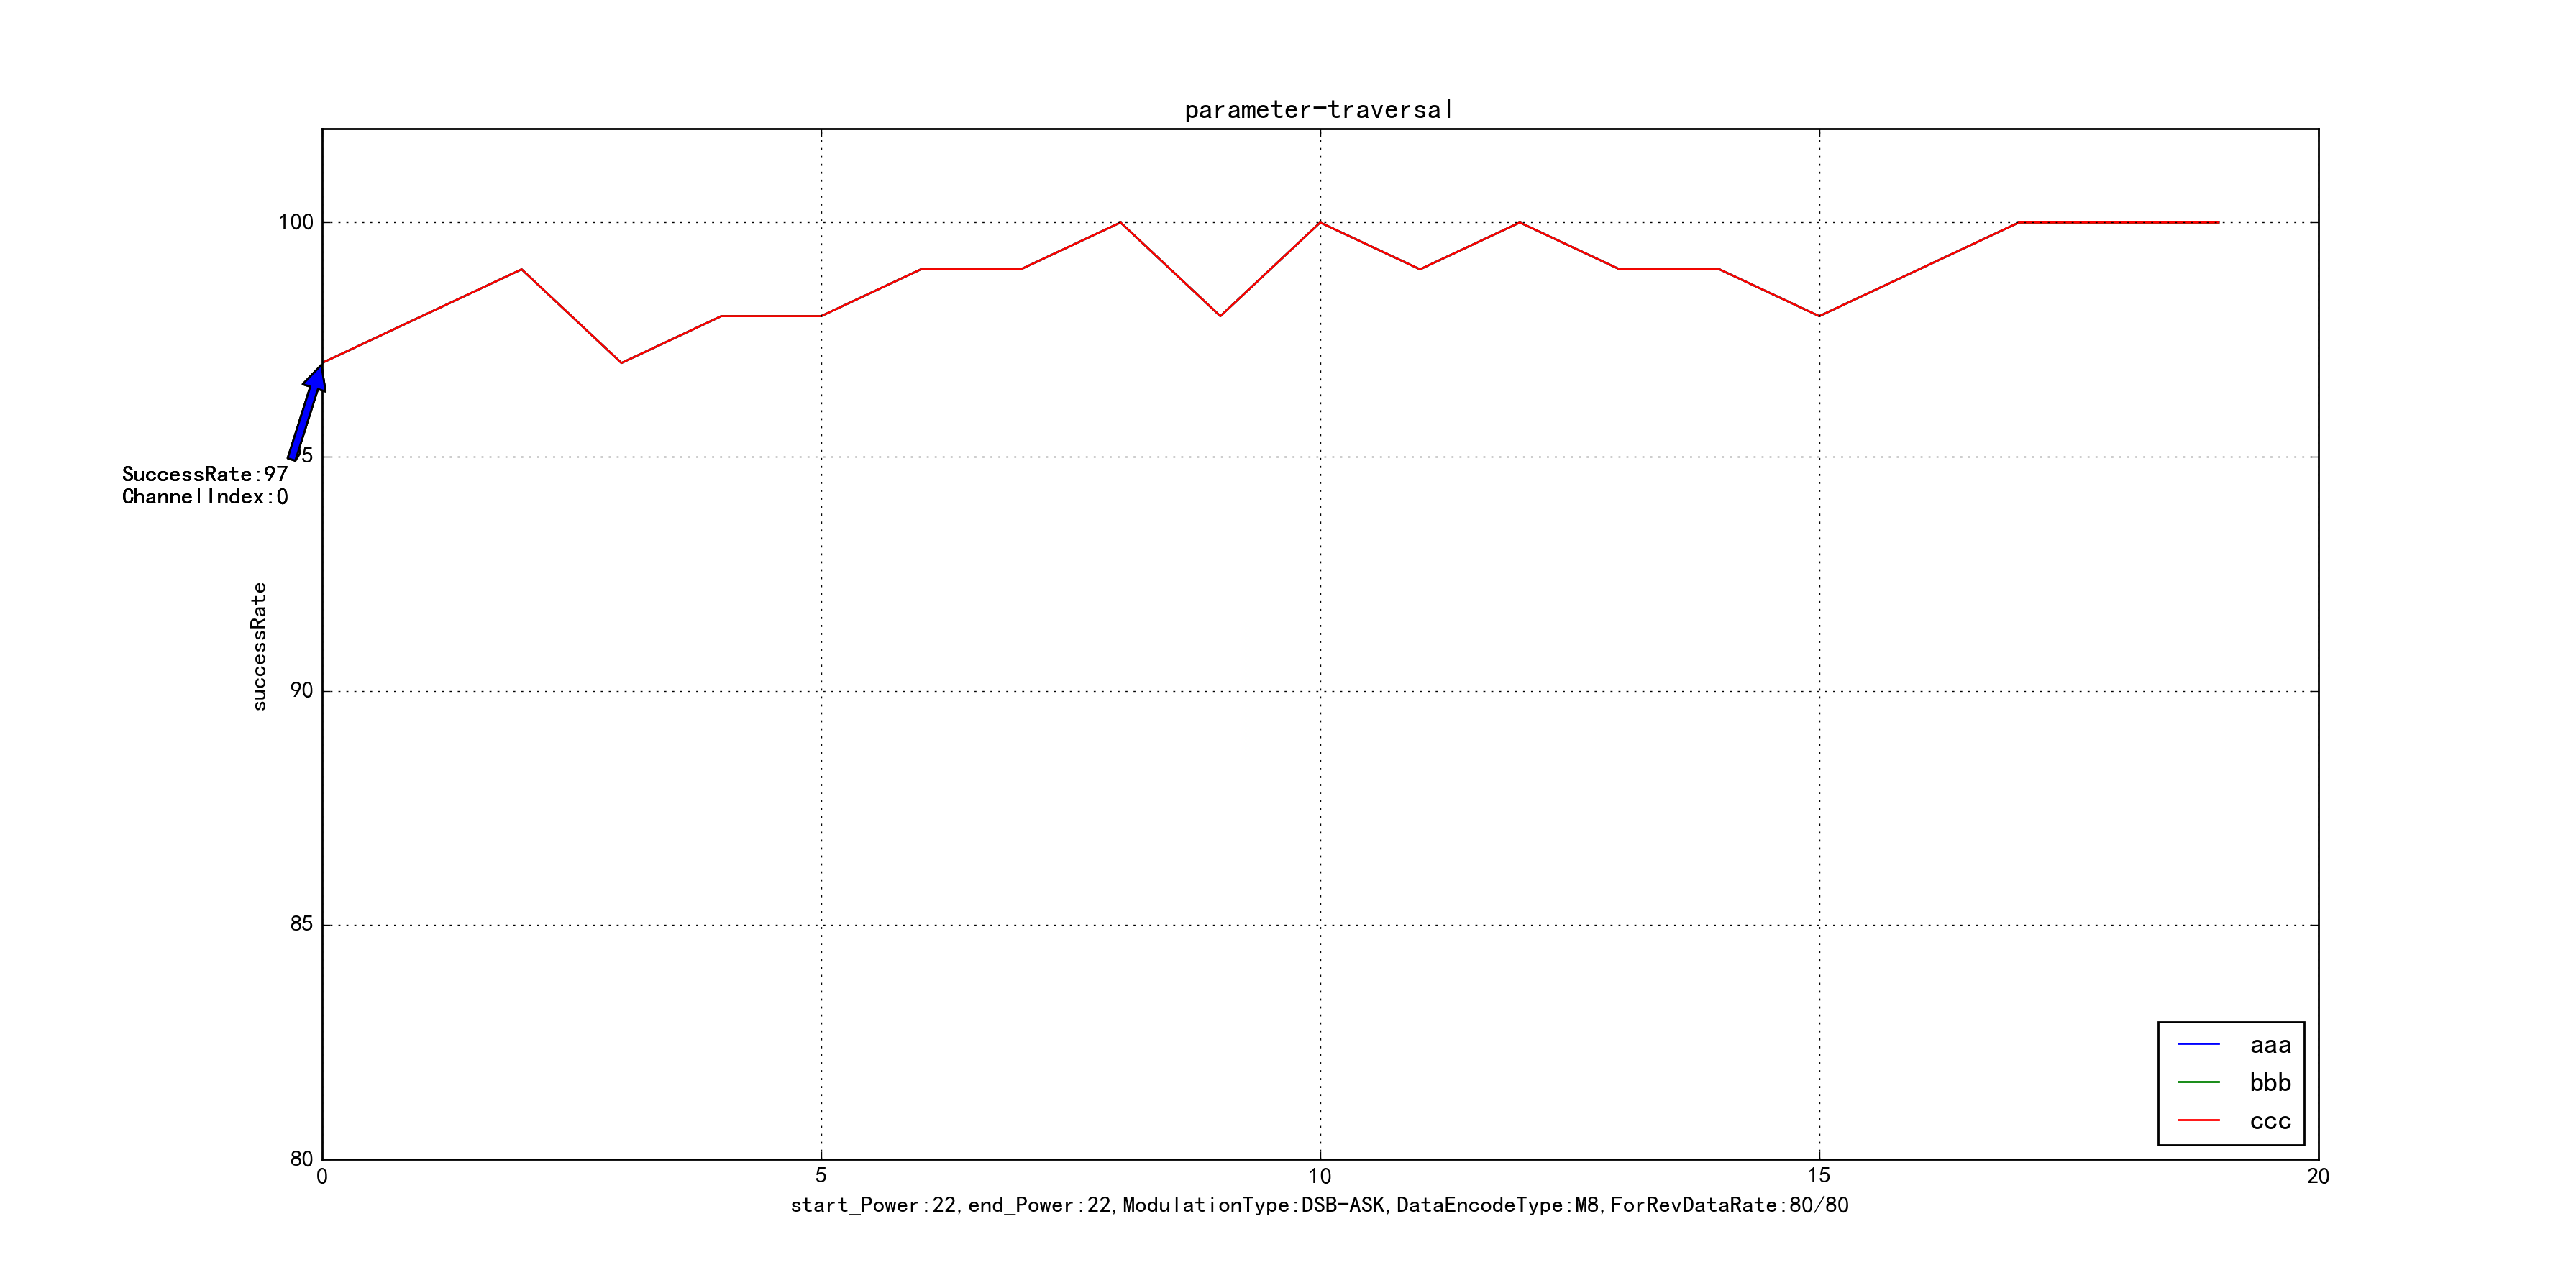 parameter-traversal
100
5
SuccessRate:97
ChannelIndex:0
successRate
90
85
80
0
5
10
15
20
start_Power:22,end_Power:22,ModulationType:DSB-ASK,DataEncodeType:M8,ForRevDataRate:80/80
aaa
bbb
ccc